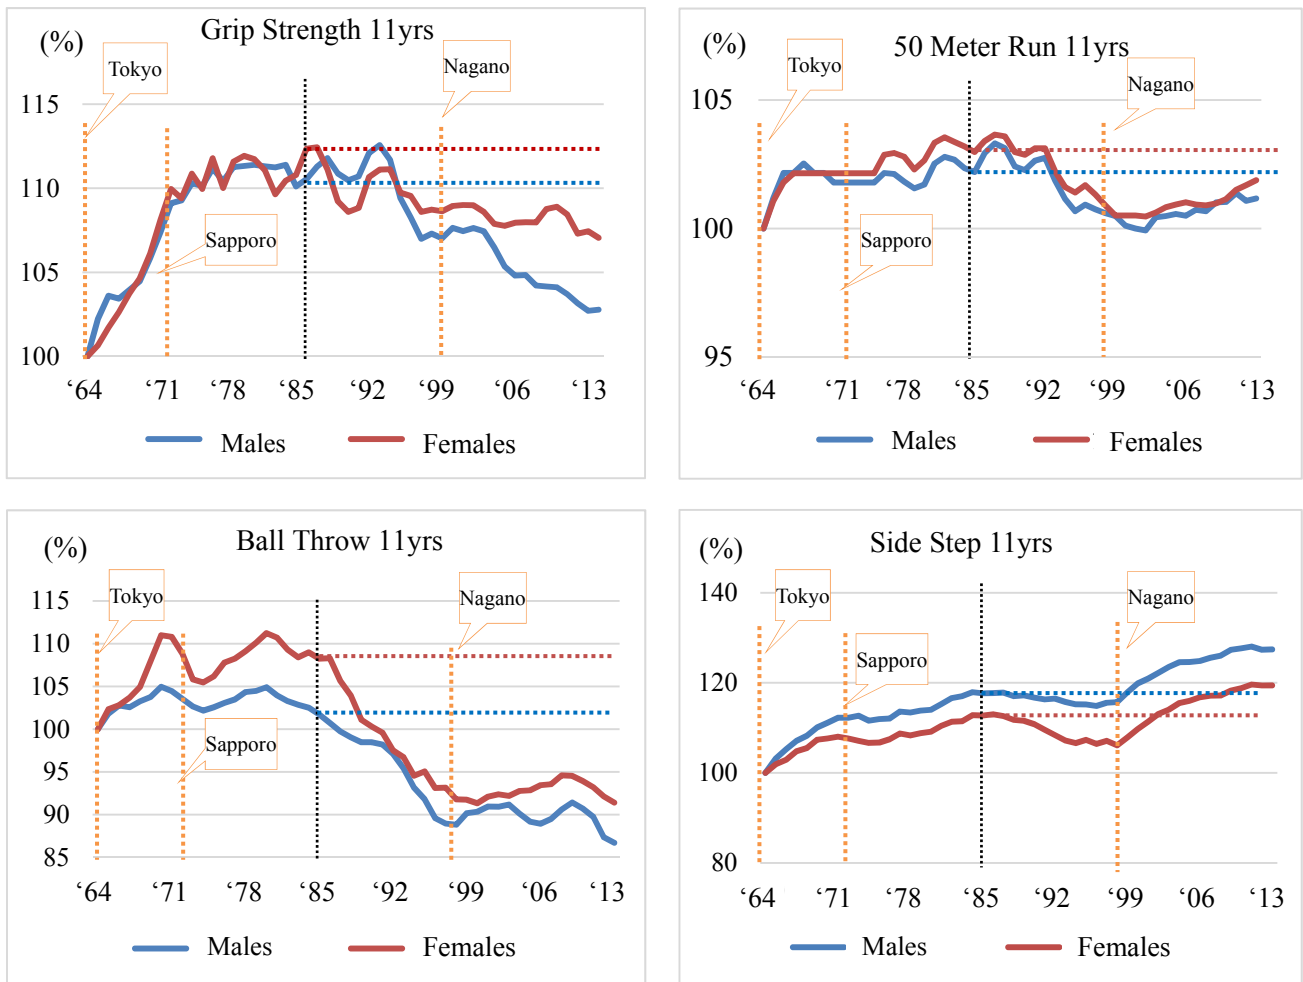 Grip Strength 11yrs
(%)
Tokyo
Nagano
115
110
Sapporo
105
100
‘64 ‘71 ‘78 ‘85 ‘92 ‘99 ‘06 ‘13
Males Females
50 Meter Run 11yrs
(%)
Tokyo
Nagano
105
100
Sapporo
95
‘64 ‘71 ‘78 ‘85 ‘92 ‘99 ‘06 ‘13
Males Females
Ball Throw 11yrs
(%)
Tokyo
Nagano
115
110
105
100
Sapporo
95
90
85
‘64 ‘71 ‘78 ‘85 ‘92 ‘99 ‘06 ‘13
Males Females
Side Step 11yrs
(%)
Tokyo
Nagano
140
120
Sapporo
100
80
‘64 ‘71 ‘78 ‘85 ‘92 ‘99 ‘06 ‘13
Males Females